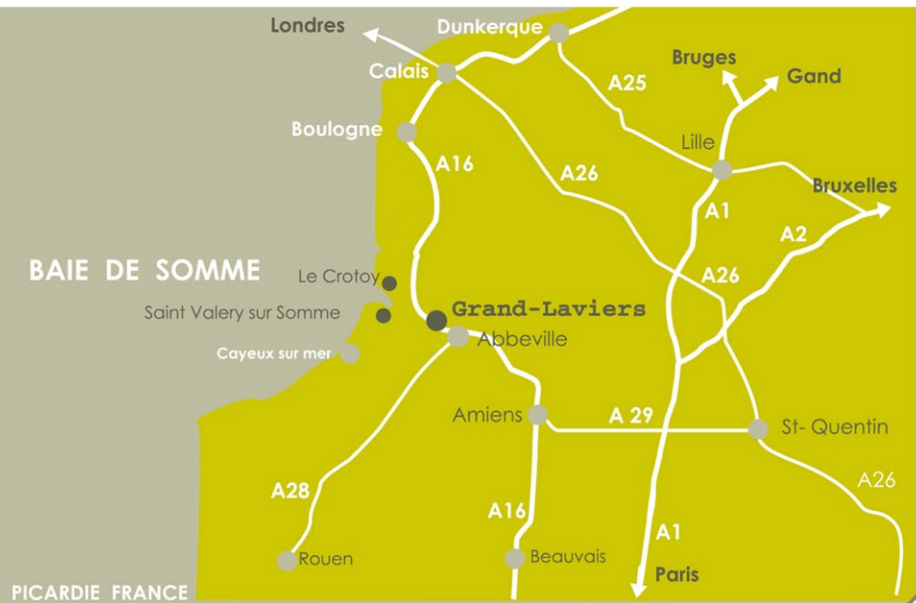 Londres
Dunkerque
Bruges
Gand
Calais
A25
Boulogne
Lille
A16
A26
Bruxelles
A1
A2
BAIE DE SOMME
Le Crotoy
A26
Saint Valery sur Somme
Grand-Laviers
Abbeville
Cayeux sur mer
Amiens
A 29
St- Quentin
A28
A26
A16
A1
Rouen
Beauvais
Paris
PICARDIE FRANCE